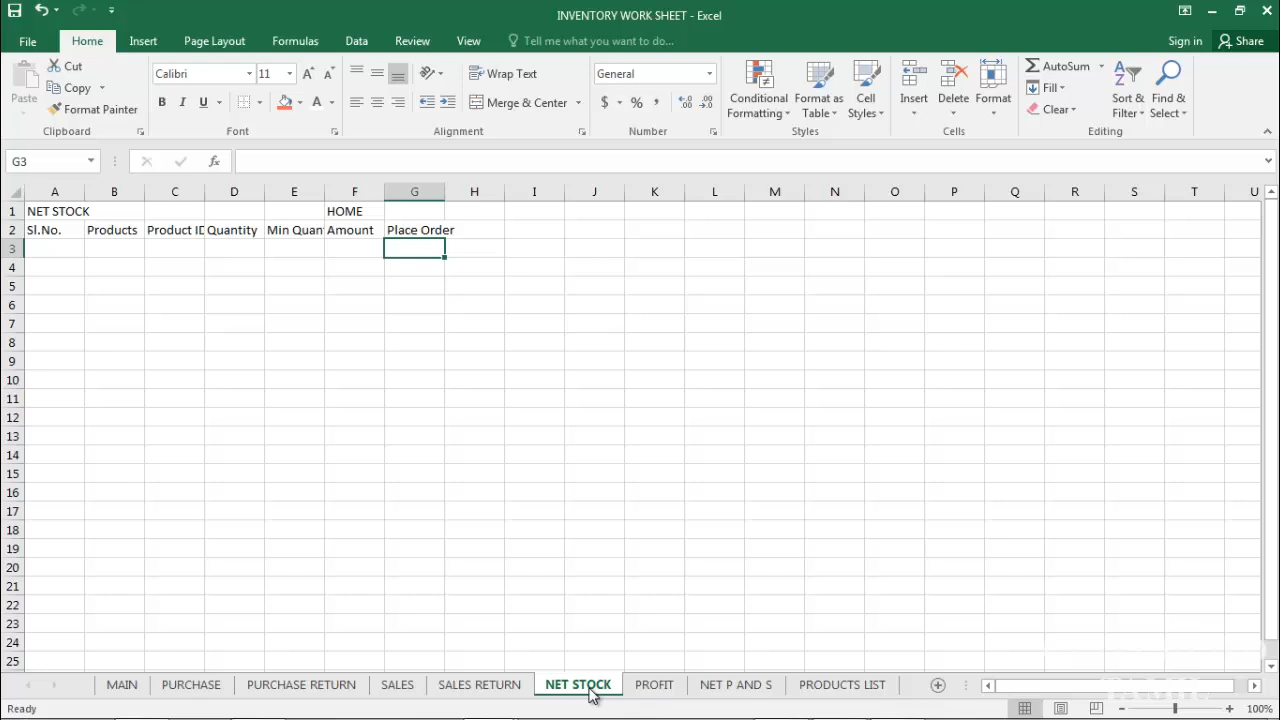 INVENTORY WORK SHEET - Excel
File Home Insert Page Layout Formulas Data Review View Tell me what you want to do... Sign in Share
Paste Cut Copy Format Painter Clipboard
Calibri 11 B I U A A A Font
Wrap Text Merge & Center Alignment
General $ % , Number
Conditional Formatting Format as Table Cell Styles Styles
Insert Delete Format Cells
AutoSum Fill Clear Sort & Filter Find & Select Editing
G3 fx
A B C D E F G H I J K L M N O P Q R S T U
1 NET STOCK HOME
2 Sl.No. Products Product ID Quantity Min Quan Amount Place Order
3
4
5
6
7
8
9
10
11
12
13
14
15
16
17
18
19
20
21
22
23
24
25
MAIN PURCHASE PURCHASE RETURN SALES SALES RETURN NET STOCK PROFIT NET P AND S PRODUCTS LIST
Ready 100%